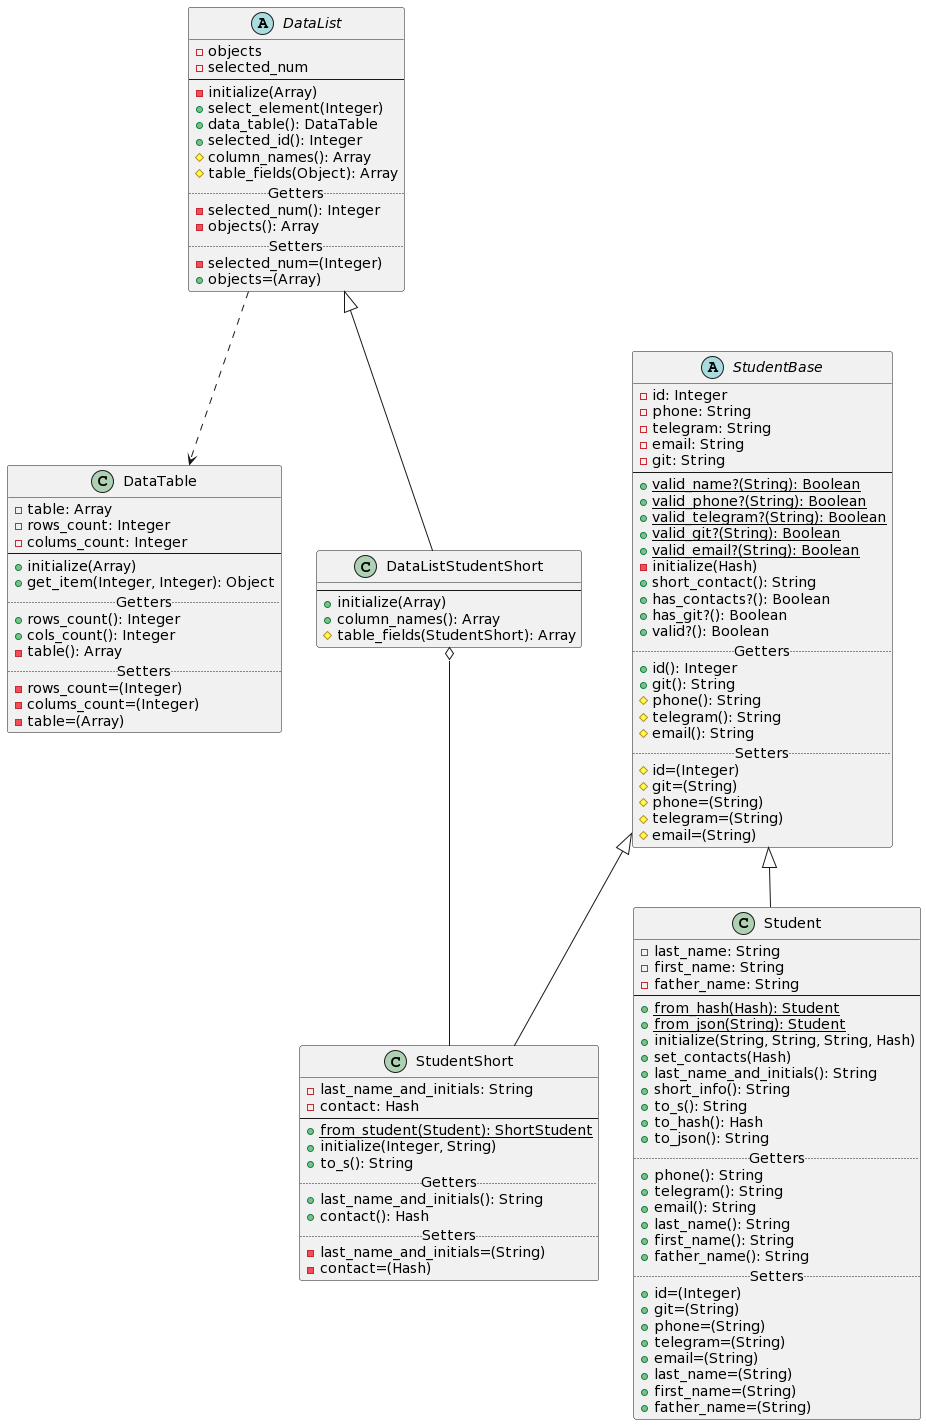 A DataList
objects
selected_num
initialize(Array)
select_element(Integer)
data_table(): DataTable
selected_id(): Integer
column_names(): Array
table_fields(Object): Array
Getters
selected_num(): Integer
objects(): Array
Setters
selected_num=(Integer)
objects=(Array)
A StudentBase
id: Integer
phone: String
telegram: String
email: String
git: String
valid_name?(String): Boolean
valid_phone?(String): Boolean
valid_telegram?(String): Boolean
valid_git?(String): Boolean
valid_email?(String): Boolean
initialize(Hash)
short_contact(): String
has_contacts?(): Boolean
has_git?(): Boolean
valid?(): Boolean
Getters
id(): Integer
git(): String
phone(): String
telegram(): String
email(): String
Setters
id=(Integer)
git=(String)
phone=(String)
telegram=(String)
email=(String)
C DataTable
table: Array
rows_count: Integer
colums_count: Integer
initialize(Array)
get_item(Integer, Integer): Object
Getters
rows_count(): Integer
cols_count(): Integer
table(): Array
Setters
rows_count=(Integer)
colums_count=(Integer)
table=(Array)
C DataListStudentShort
initialize(Array)
column_names(): Array
table_fields(StudentShort): Array
C StudentShort
last_name_and_initials: String
contact: Hash
from_student(Student): ShortStudent
initialize(Integer, String)
to_s(): String
Getters
last_name_and_initials(): String
contact(): Hash
Setters
last_name_and_initials=(String)
contact=(Hash)
C Student
last_name: String
first_name: String
father_name: String
from_hash(Hash): Student
from_json(String): Student
initialize(String, String, String, Hash)
set_contacts(Hash)
last_name_and_initials(): String
short_info(): String
to_s(): String
to_hash(): Hash
to_json(): String
Getters
phone(): String
telegram(): String
email(): String
last_name(): String
first_name(): String
father_name(): String
Setters
id=(Integer)
git=(String)
phone=(String)
telegram=(String)
email=(String)
last_name=(String)
first_name=(String)
father_name=(String)